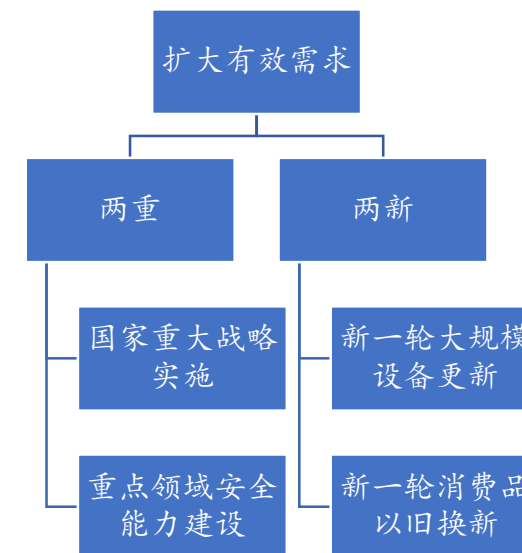 扩大有效需求
两重
两新
国家重大战略
实施
新一轮大规模
设备更新
重点领域安全
能力建设
新一轮消费品
以旧换新